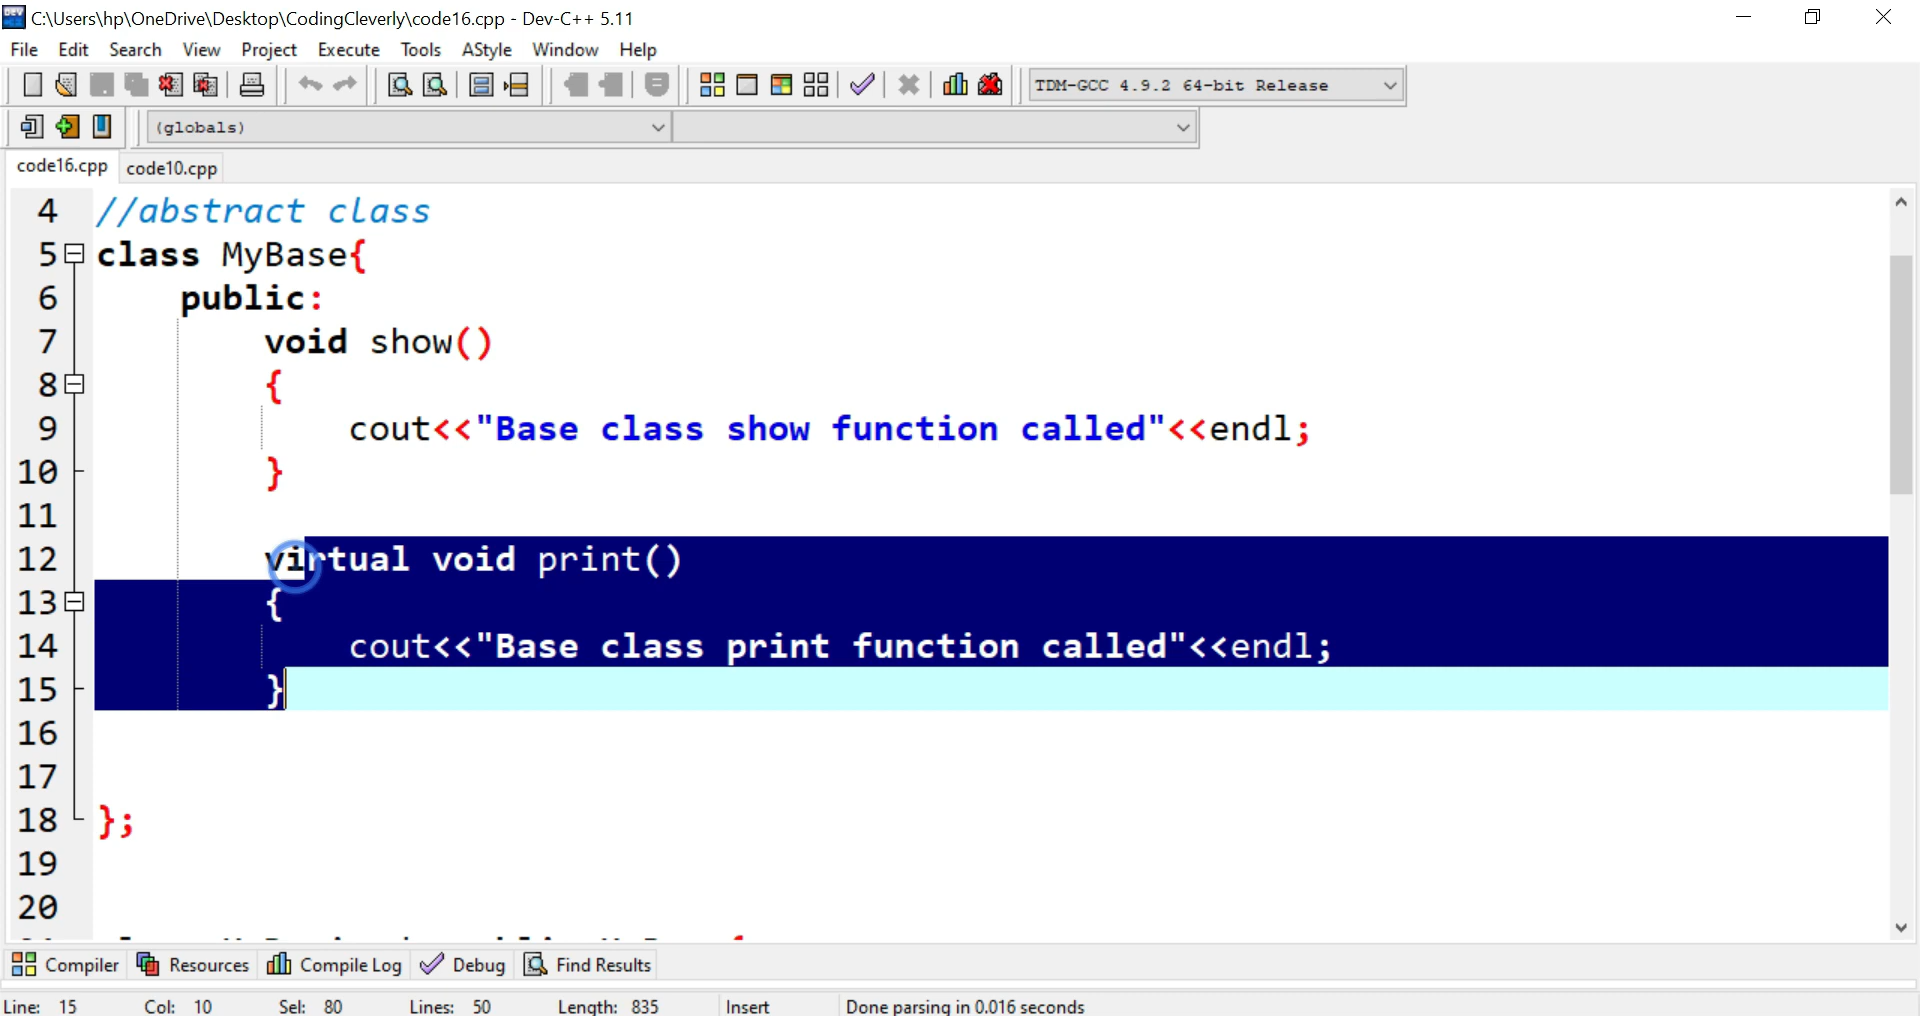 C:\Users\hp\OneDrive\Desktop\CodingCleverly\code16.cpp - Dev-C++ 5.11
File Edit Search View Project Execute Tools AStyle Window Help
TDM-GCC 4.9.2 64-bit Release
(globals)
code16.cpp code10.cpp
4 //abstract class
5 class MyBase{
6 public:
7 void show()
8 {
9 cout<<"Base class show function called"<<endl;
10 }
11
12 virtual void print()
13 {
14 cout<<"Base class print function called"<<endl;
15 }
16
17
18 };
19
20
Compiler Resources Compile Log Debug Find Results
Line: 15 Col: 10 Sel: 80 Lines: 50 Length: 835 Insert Done parsing in 0.016 seconds